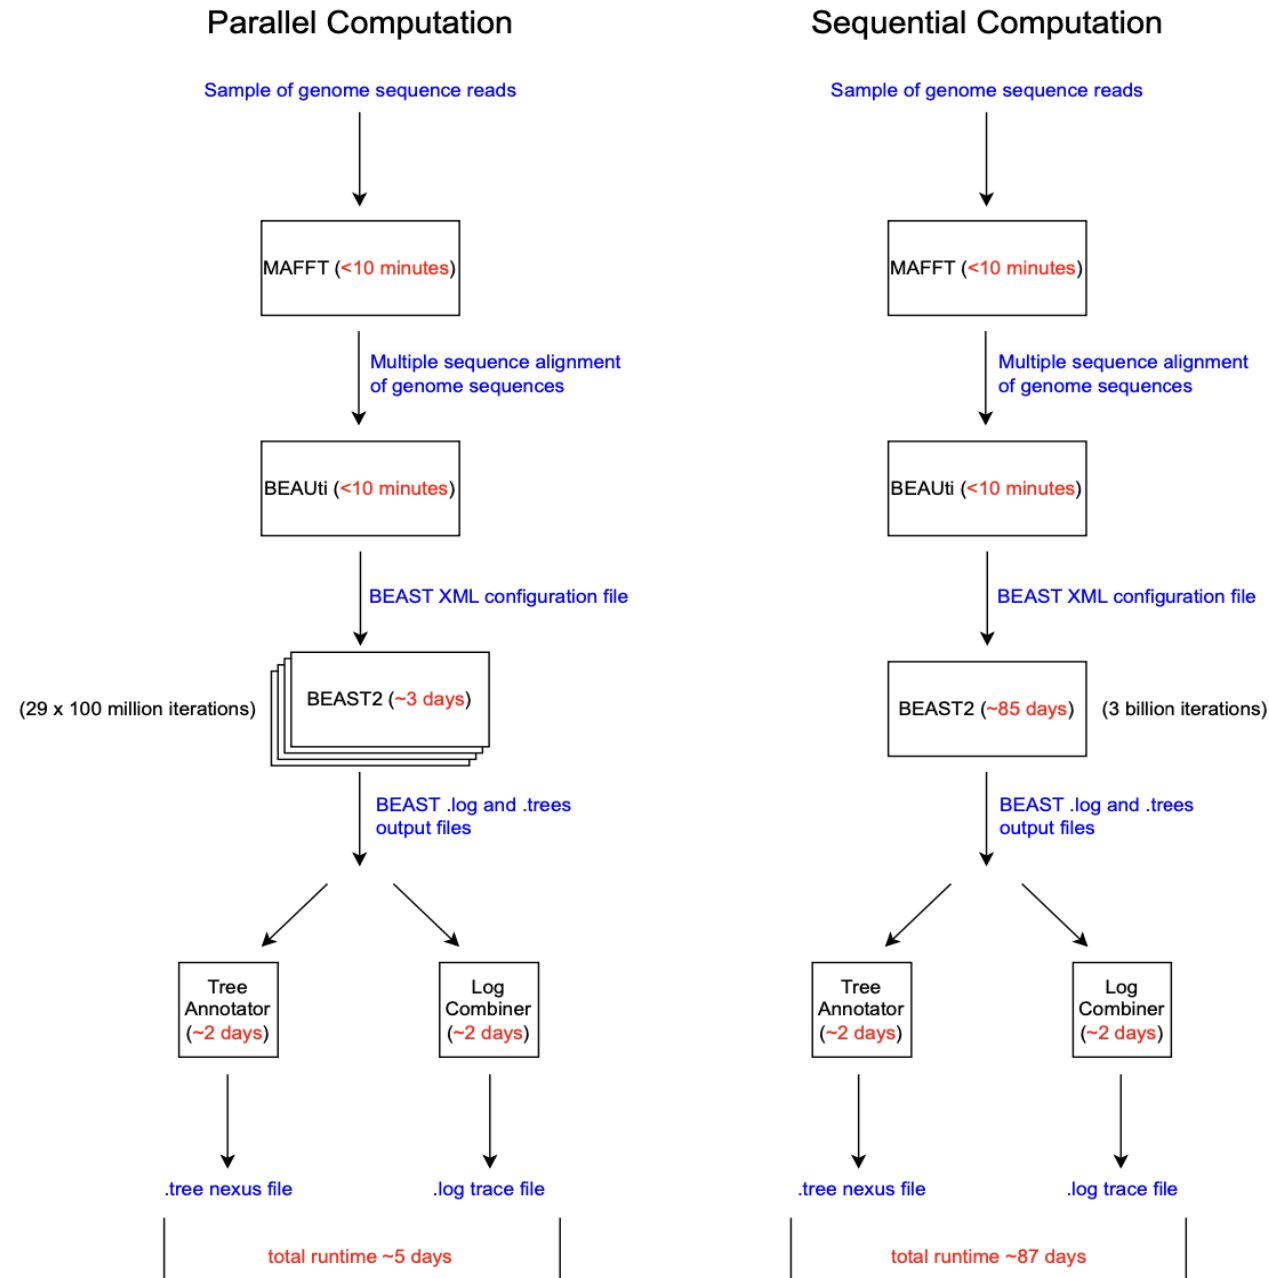 Parallel Computation
Sample of genome sequence reads
MAFFT (<10 minutes)
Multiple sequence alignment
of genome sequences
BEAUti (<10 minutes)
BEAST XML configuration file
(29 x 100 million iterations)
BEAST2 (~3 days)
BEAST .log and .trees
output files
Tree
Annotator
(~2 days)
Log
Combiner
(~2 days)
.tree nexus file
.log trace file
total runtime ~5 days
Sequential Computation
Sample of genome sequence reads
MAFFT (<10 minutes)
Multiple sequence alignment
of genome sequences
BEAUti (<10 minutes)
BEAST XML configuration file
BEAST2 (~85 days)
(3 billion iterations)
BEAST .log and .trees
output files
Tree
Annotator
(~2 days)
Log
Combiner
(~2 days)
.tree nexus file
.log trace file
total runtime ~87 days